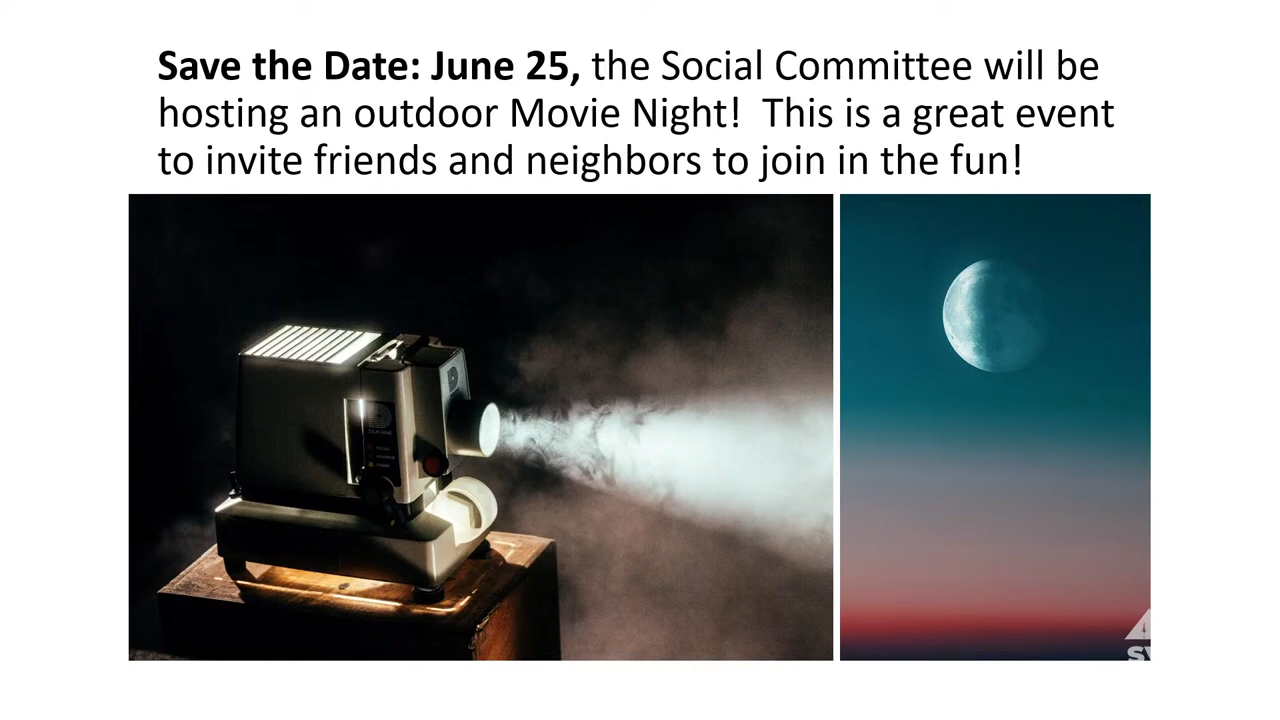 Save the Date: June 25, the Social Committee will be
hosting an outdoor Movie Night!  This is a great event
to invite friends and neighbors to join in the fun!